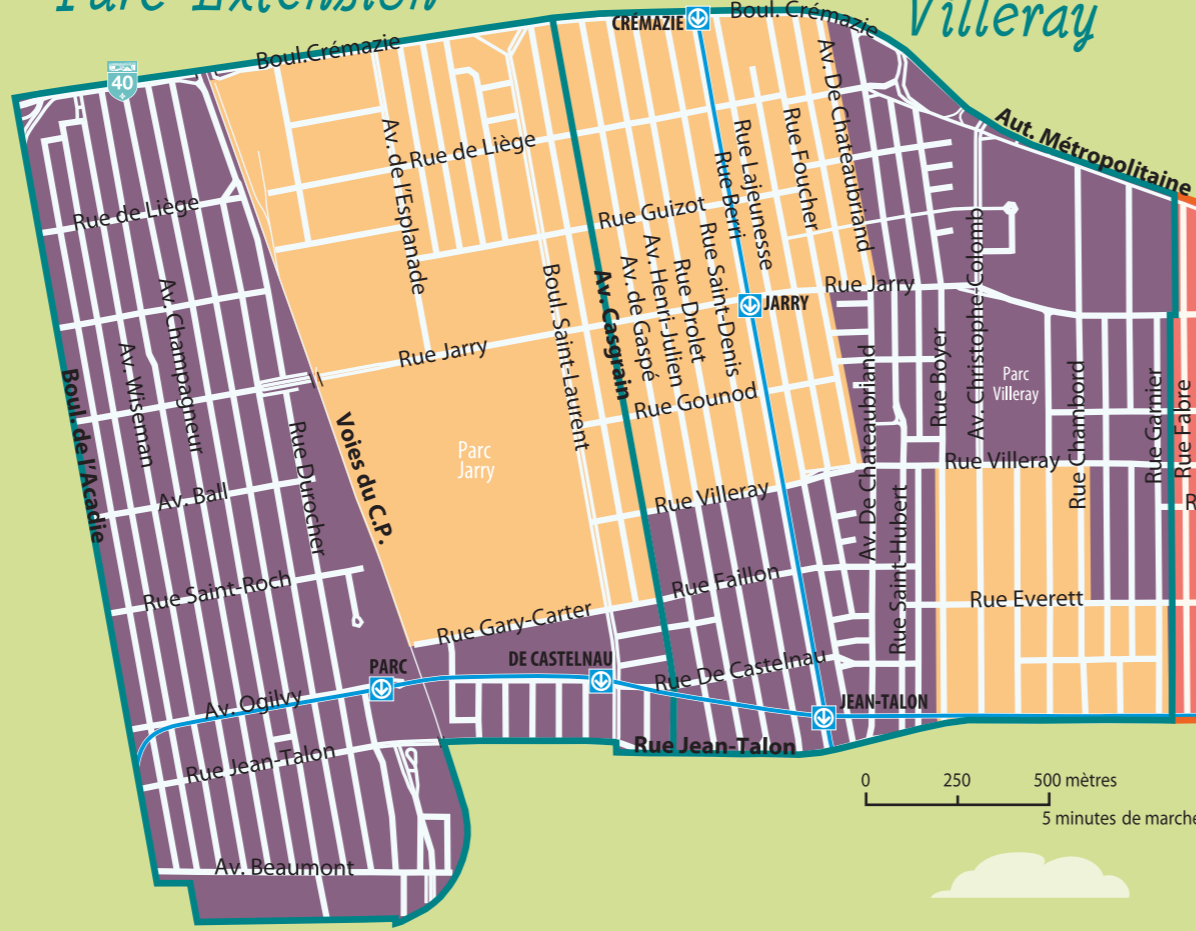 Parc-Extension
Villeray
CRÉMAZIE
Boul. Crémazie
Boul.Crémazie
40
Av. De Chateaubriand
Aut. Métropolitaine
Rue de Liège
Av. de l'Esplanade
Rue Lajeunesse
Rue Foucher
Rue Berri
Rue de Liège
Rue Guizot
Av. Christophe-Colomb
Rue Saint-Denis
Av. Henri-Julien
Rue Drolet
Av. de Gaspé
Av. Casgrain
Boul. Saint-Laurent
Av. Champagneur
Rue Jarry
JARRY
Rue Jarry
Av. Wiseman
Boul. de l'Acadie
Rue Boyer
Av. De Chateaubriand
Parc
Villeray
Rue Chambord
Rue Garnier
Rue Fabre
Rue Gounod
Voies du C.P.
Rue Durocher
Parc
Jarry
Rue Villeray
Av. Ball
Rue Villeray
Rue Saint-Hubert
R
Rue Saint-Roch
Rue Faillon
Rue Everett
Rue Gary-Carter
PARC
DE CASTELNAU
Rue De Castelnau
Av. Ogilvy
JEAN-TALON
Rue Jean-Talon
Rue Jean-Talon
0 250 500 mètres
5 minutes de marche
Av. Beaumont